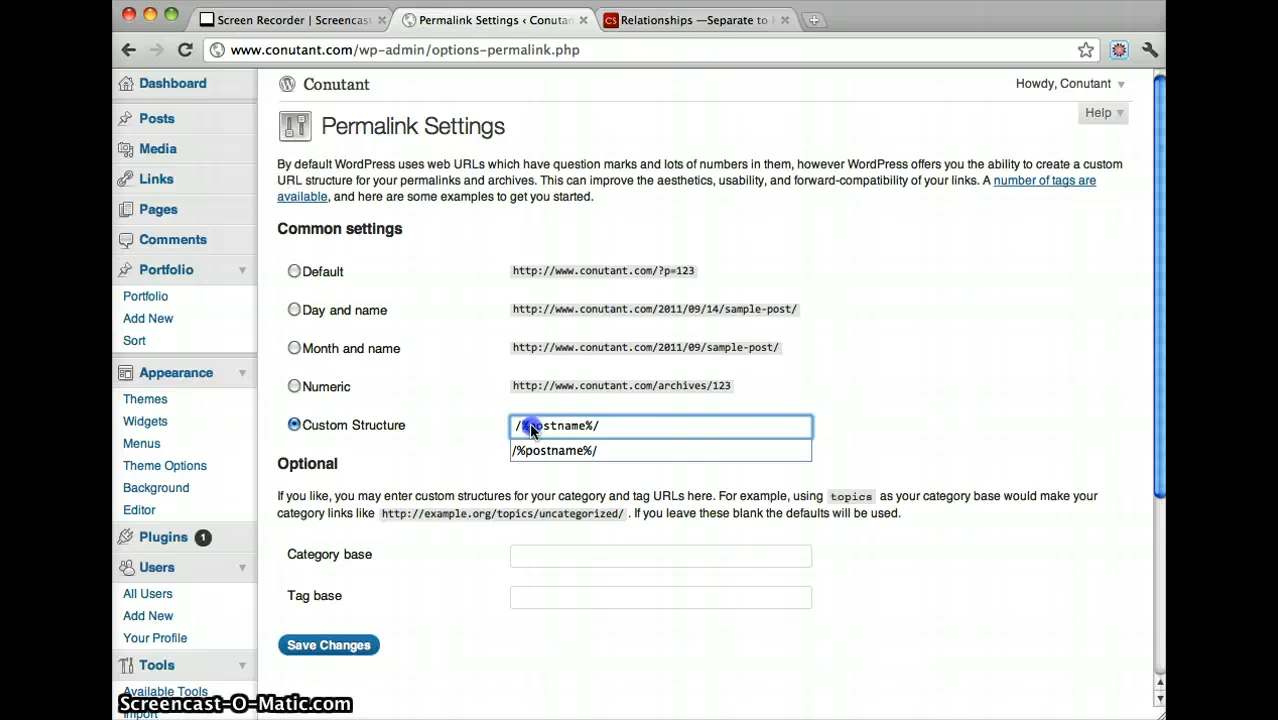 Screen Recorder | Screencast
Permalink Settings ‹ Conutan
Relationships —Separate to
www.conutant.com/wp-admin/options-permalink.php
Dashboard
Posts
Media
Links
Pages
Comments
Portfolio
Portfolio
Add New
Sort
Appearance
Themes
Widgets
Menus
Theme Options
Background
Editor
Plugins 1
Users
All Users
Add New
Your Profile
Tools
Available Tools
Import
Conutant
Howdy, Conutant
Help
Permalink Settings
By default WordPress uses web URLs which have question marks and lots of numbers in them, however WordPress offers you the ability to create a custom
URL structure for your permalinks and archives. This can improve the aesthetics, usability, and forward-compatibility of your links. A number of tags are
available, and here are some examples to get you started.
Common settings
Default http://www.conutant.com/?p=123
Day and name http://www.conutant.com/2011/09/14/sample-post/
Month and name http://www.conutant.com/2011/09/sample-post/
Numeric http://www.conutant.com/archives/123
Custom Structure /%postname%/
/%postname%/
Optional
If you like, you may enter custom structures for your category and tag URLs here. For example, using topics as your category base would make your
category links like http://example.org/topics/uncategorized/ . If you leave these blank the defaults will be used.
Category base
Tag base
Save Changes
Screencast-O-Matic.com